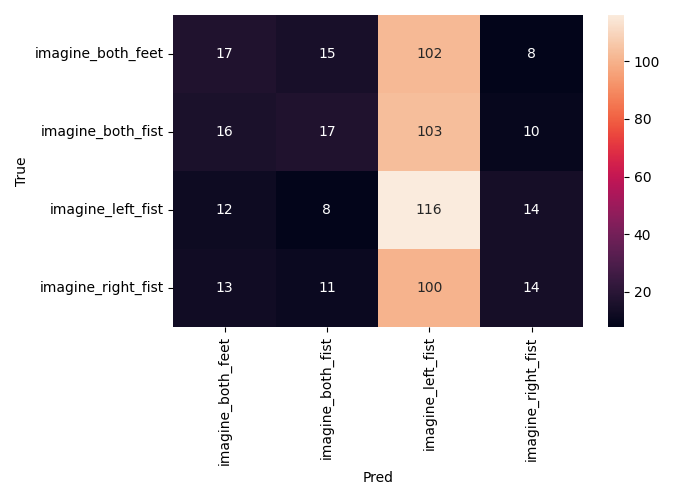 imagine_both_feet 17 15 102 8
imagine_both_fist 16 17 103 10
imagine_left_fist 12 8 116 14
imagine_right_fist 13 11 100 14
True
imagine_both_feet
imagine_both_fist
imagine_left_fist
imagine_right_fist
Pred
100
80
60
40
20